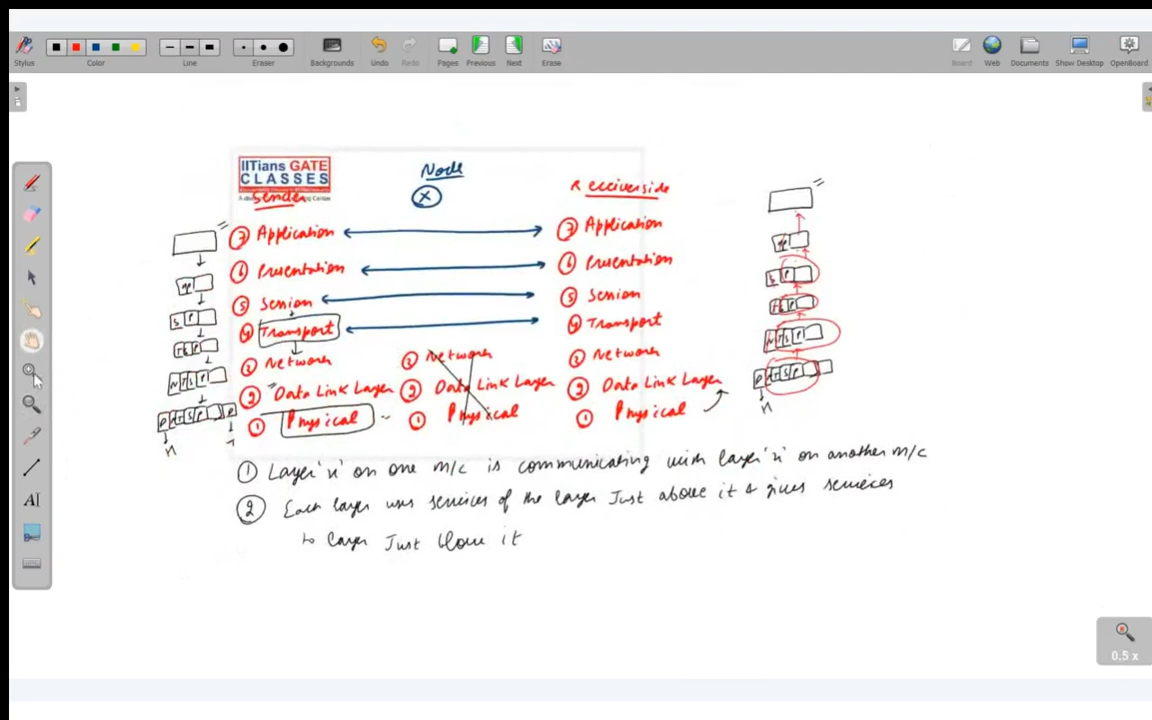 Stylus
Color
Line
Eraser
Backgrounds
Undo
Redo
Pages
Previous
Next
Erase
Board
Web
Documents
Show Desktop
OpenBoard
IITians GATE
CLASSES
Sender
Node
X
Receiverside
7 Application
7 Application
6 Presentation
6 Presentation
5 Session
5 Session
4 Transport
4 Transport
3 Network
3 Network
3 Network
2 Data Link Layer
2 Data Link Layer
2 Data Link Layer
1 Physical
1 Physical
1 Physical
1 Layer 'n' on one m/c is communicating with layer 'n' on another m/c
2 Each layer uses services of the layer Just above it & gives services
to layer Just below it
0.5 x